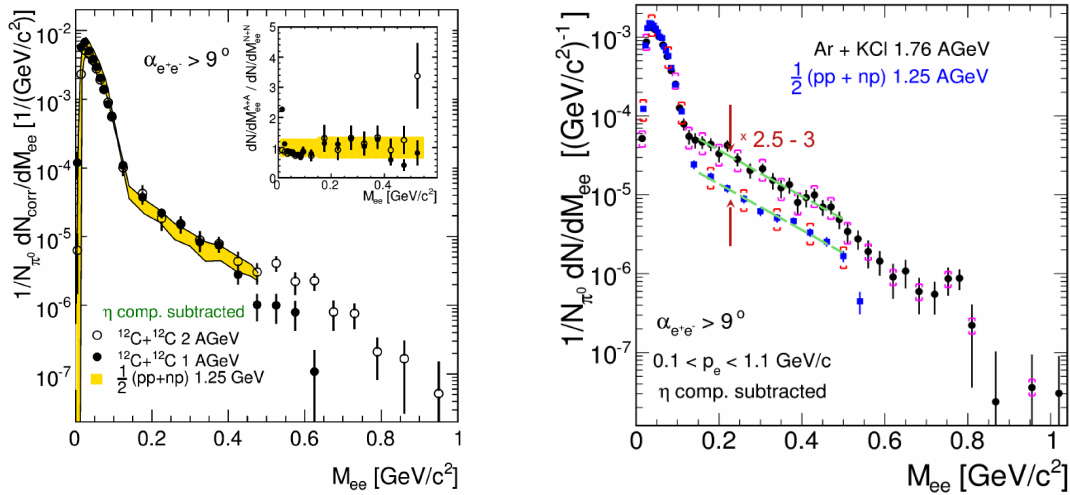 10⁻²
10⁻³
10⁻⁴
10⁻⁵
10⁻⁶
10⁻⁷
1/N_π⁰ dN_corr/dM_ee [1/(GeV/c²)]
α_e⁺e⁻ > 9°
5
4
3
2
1
0
dN/dM_ee^A+A / dN/dM_ee^N+N
0 0.2 0.4
M_ee [GeV/c²]
η comp. subtracted
¹²C+¹²C 2 AGeV
¹²C+¹²C 1 AGeV
½(pp+np) 1.25 GeV
0 0.2 0.4 0.6 0.8 1
M_ee [GeV/c²]
10⁻³
10⁻⁴
10⁻⁵
10⁻⁶
10⁻⁷
1/N_π⁰ dN/dM_ee [(GeV/c²)⁻¹]
Ar + KCl 1.76 AGeV
½(pp + np) 1.25 AGeV
x 2.5 - 3
α_e⁺e⁻ > 9°
0.1 < p_e < 1.1 GeV/c
η comp. subtracted
0 0.2 0.4 0.6 0.8 1
M_ee [GeV/c²]